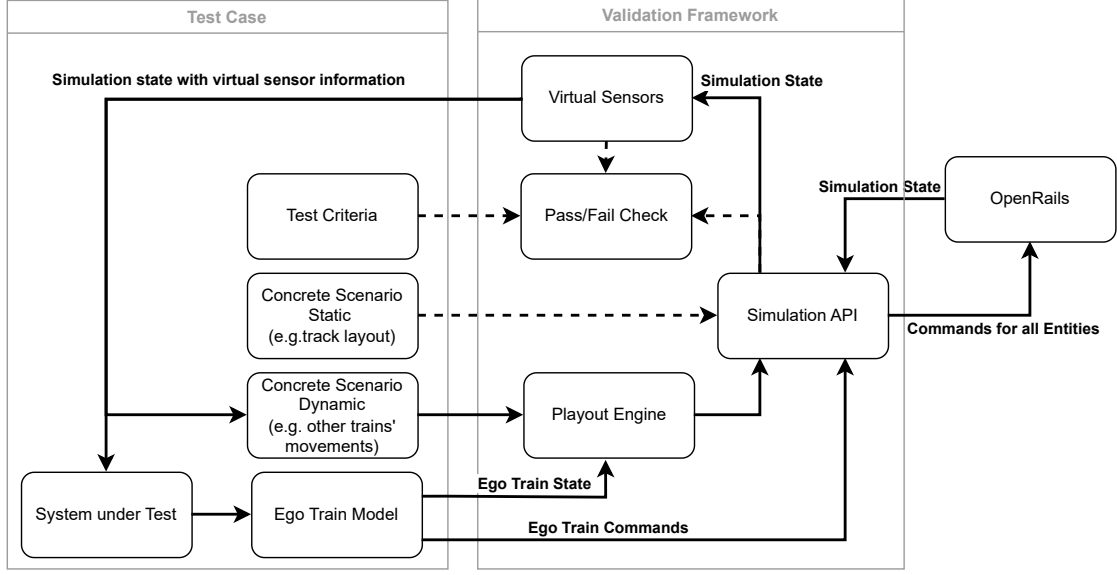 Test Case
Validation Framework
Simulation state with virtual sensor information
Virtual Sensors
Simulation State
Test Criteria
Pass/Fail Check
Simulation State
OpenRails
Concrete Scenario
Static
(e.g.track layout)
Simulation API
Commands for all Entities
Concrete Scenario
Dynamic
(e.g. other trains'
movements)
Playout Engine
System under Test
Ego Train Model
Ego Train State
Ego Train Commands